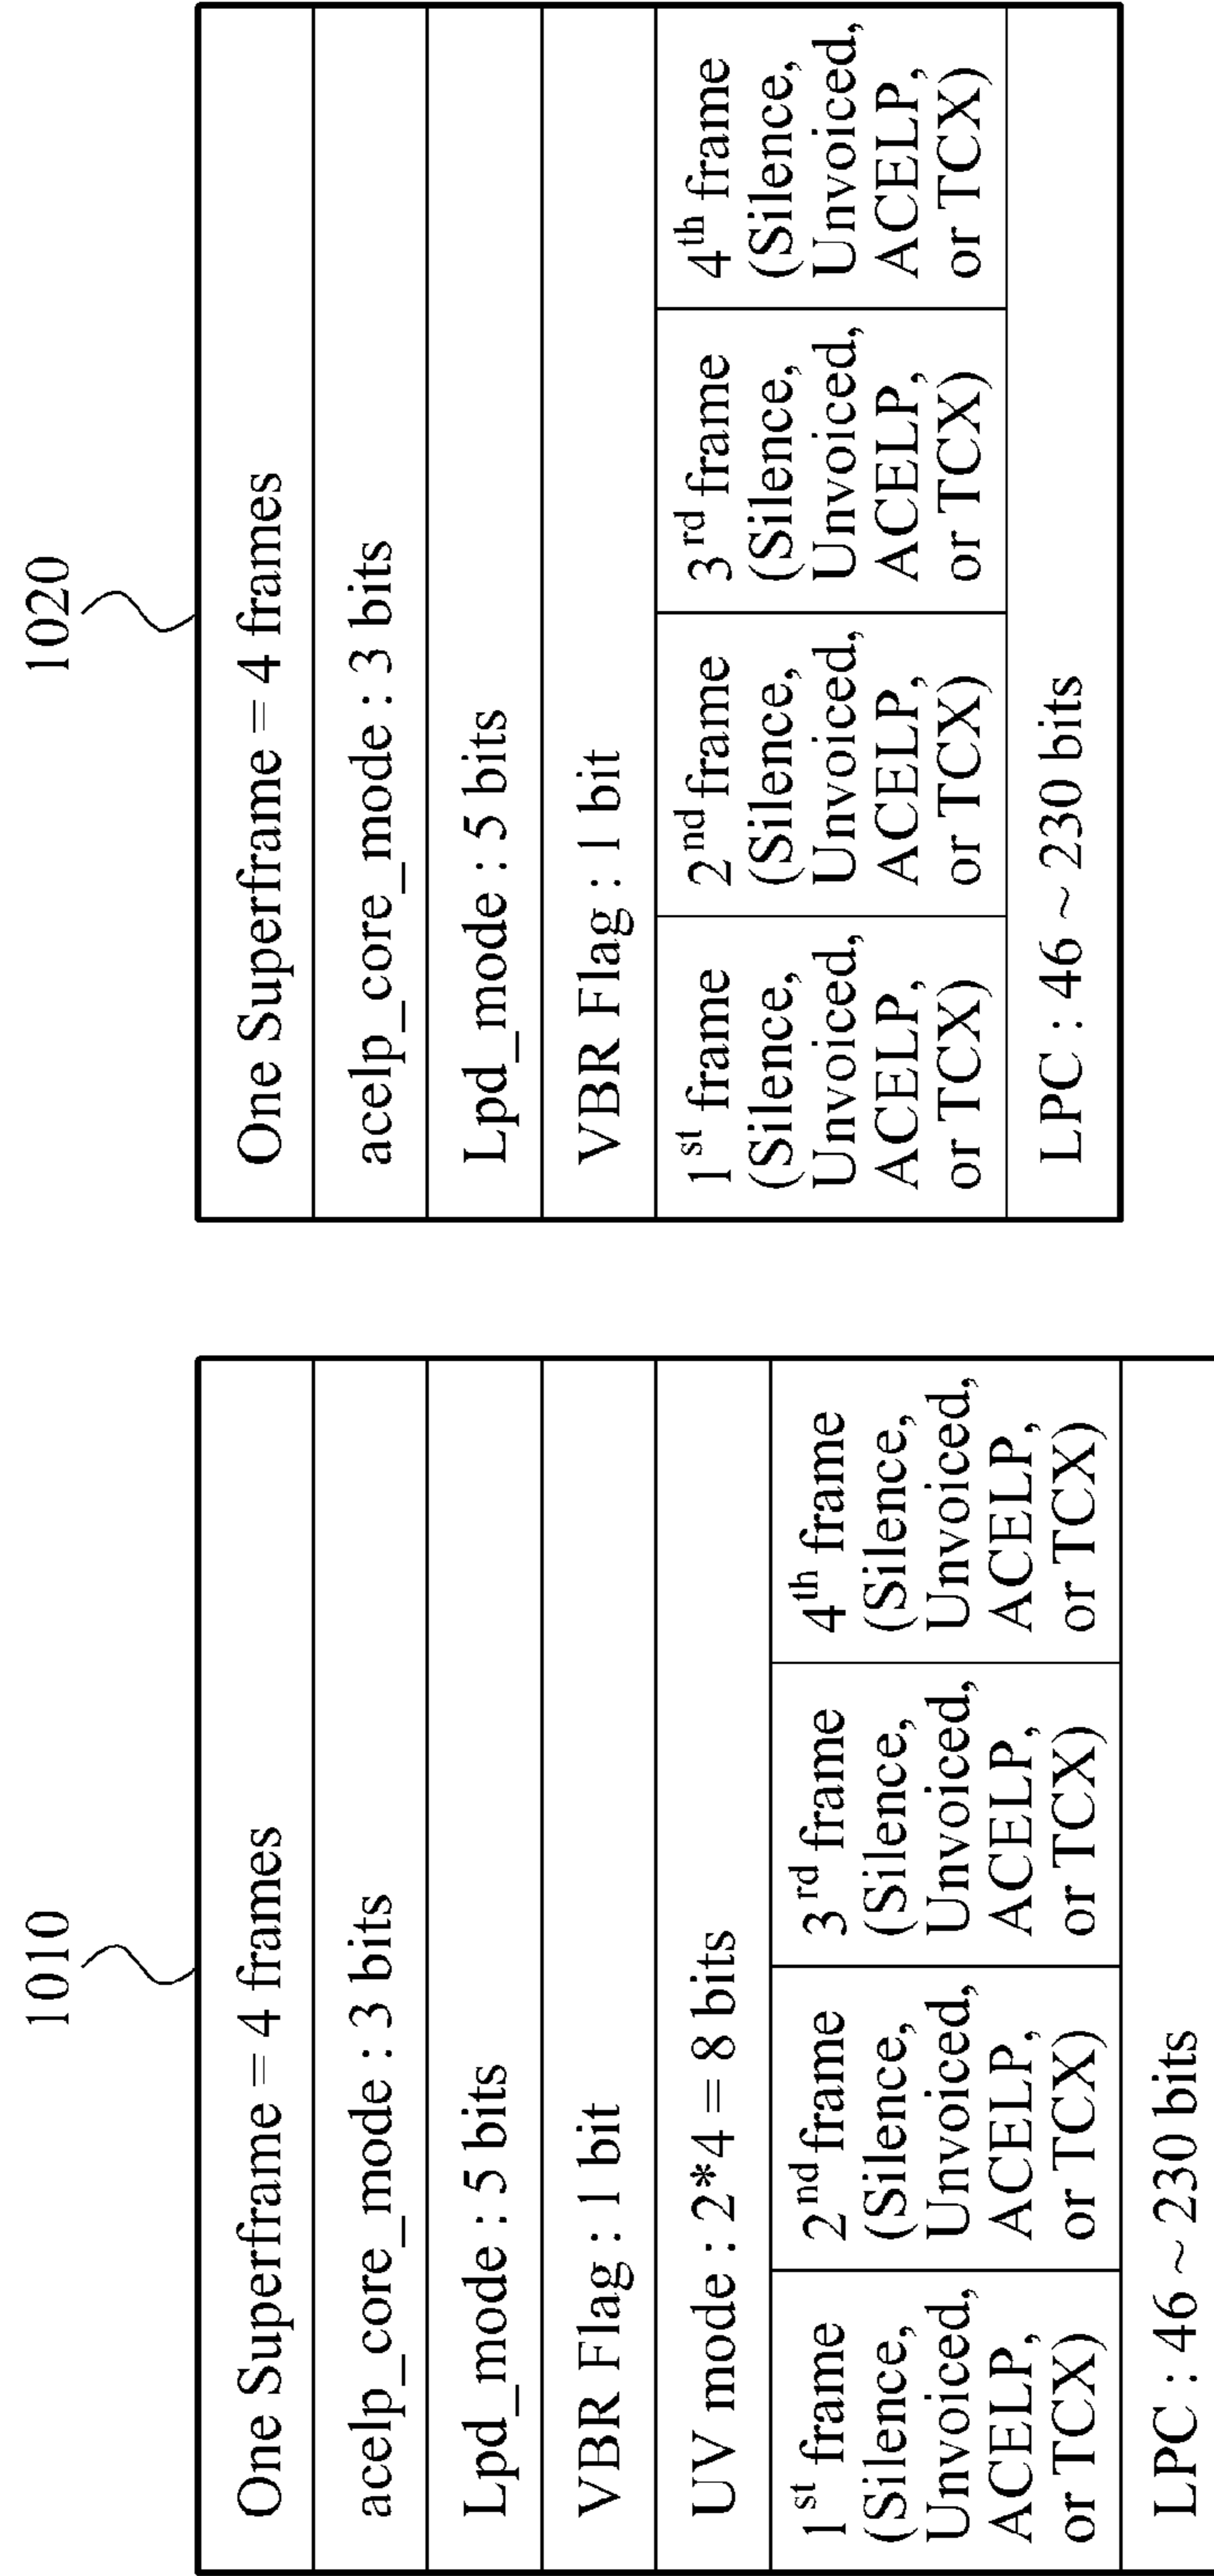 1010
One Superframe = 4 frames
acelp_core_mode : 3 bits
Lpd_mode : 5 bits
VBR Flag : 1 bit
UV mode : 2*4 = 8 bits
1st frame
(Silence,
Unvoiced,
ACELP,
or TCX)
2nd frame
(Silence,
Unvoiced,
ACELP,
or TCX)
3rd frame
(Silence,
Unvoiced,
ACELP,
or TCX)
4th frame
(Silence,
Unvoiced,
ACELP,
or TCX)
LPC : 46 ~ 230 bits
1020
One Superframe = 4 frames
acelp_core_mode : 3 bits
Lpd_mode : 5 bits
VBR Flag : 1 bit
1st frame
(Silence,
Unvoiced,
ACELP,
or TCX)
2nd frame
(Silence,
Unvoiced,
ACELP,
or TCX)
3rd frame
(Silence,
Unvoiced,
ACELP,
or TCX)
4th frame
(Silence,
Unvoiced,
ACELP,
or TCX)
LPC : 46 ~ 230 bits